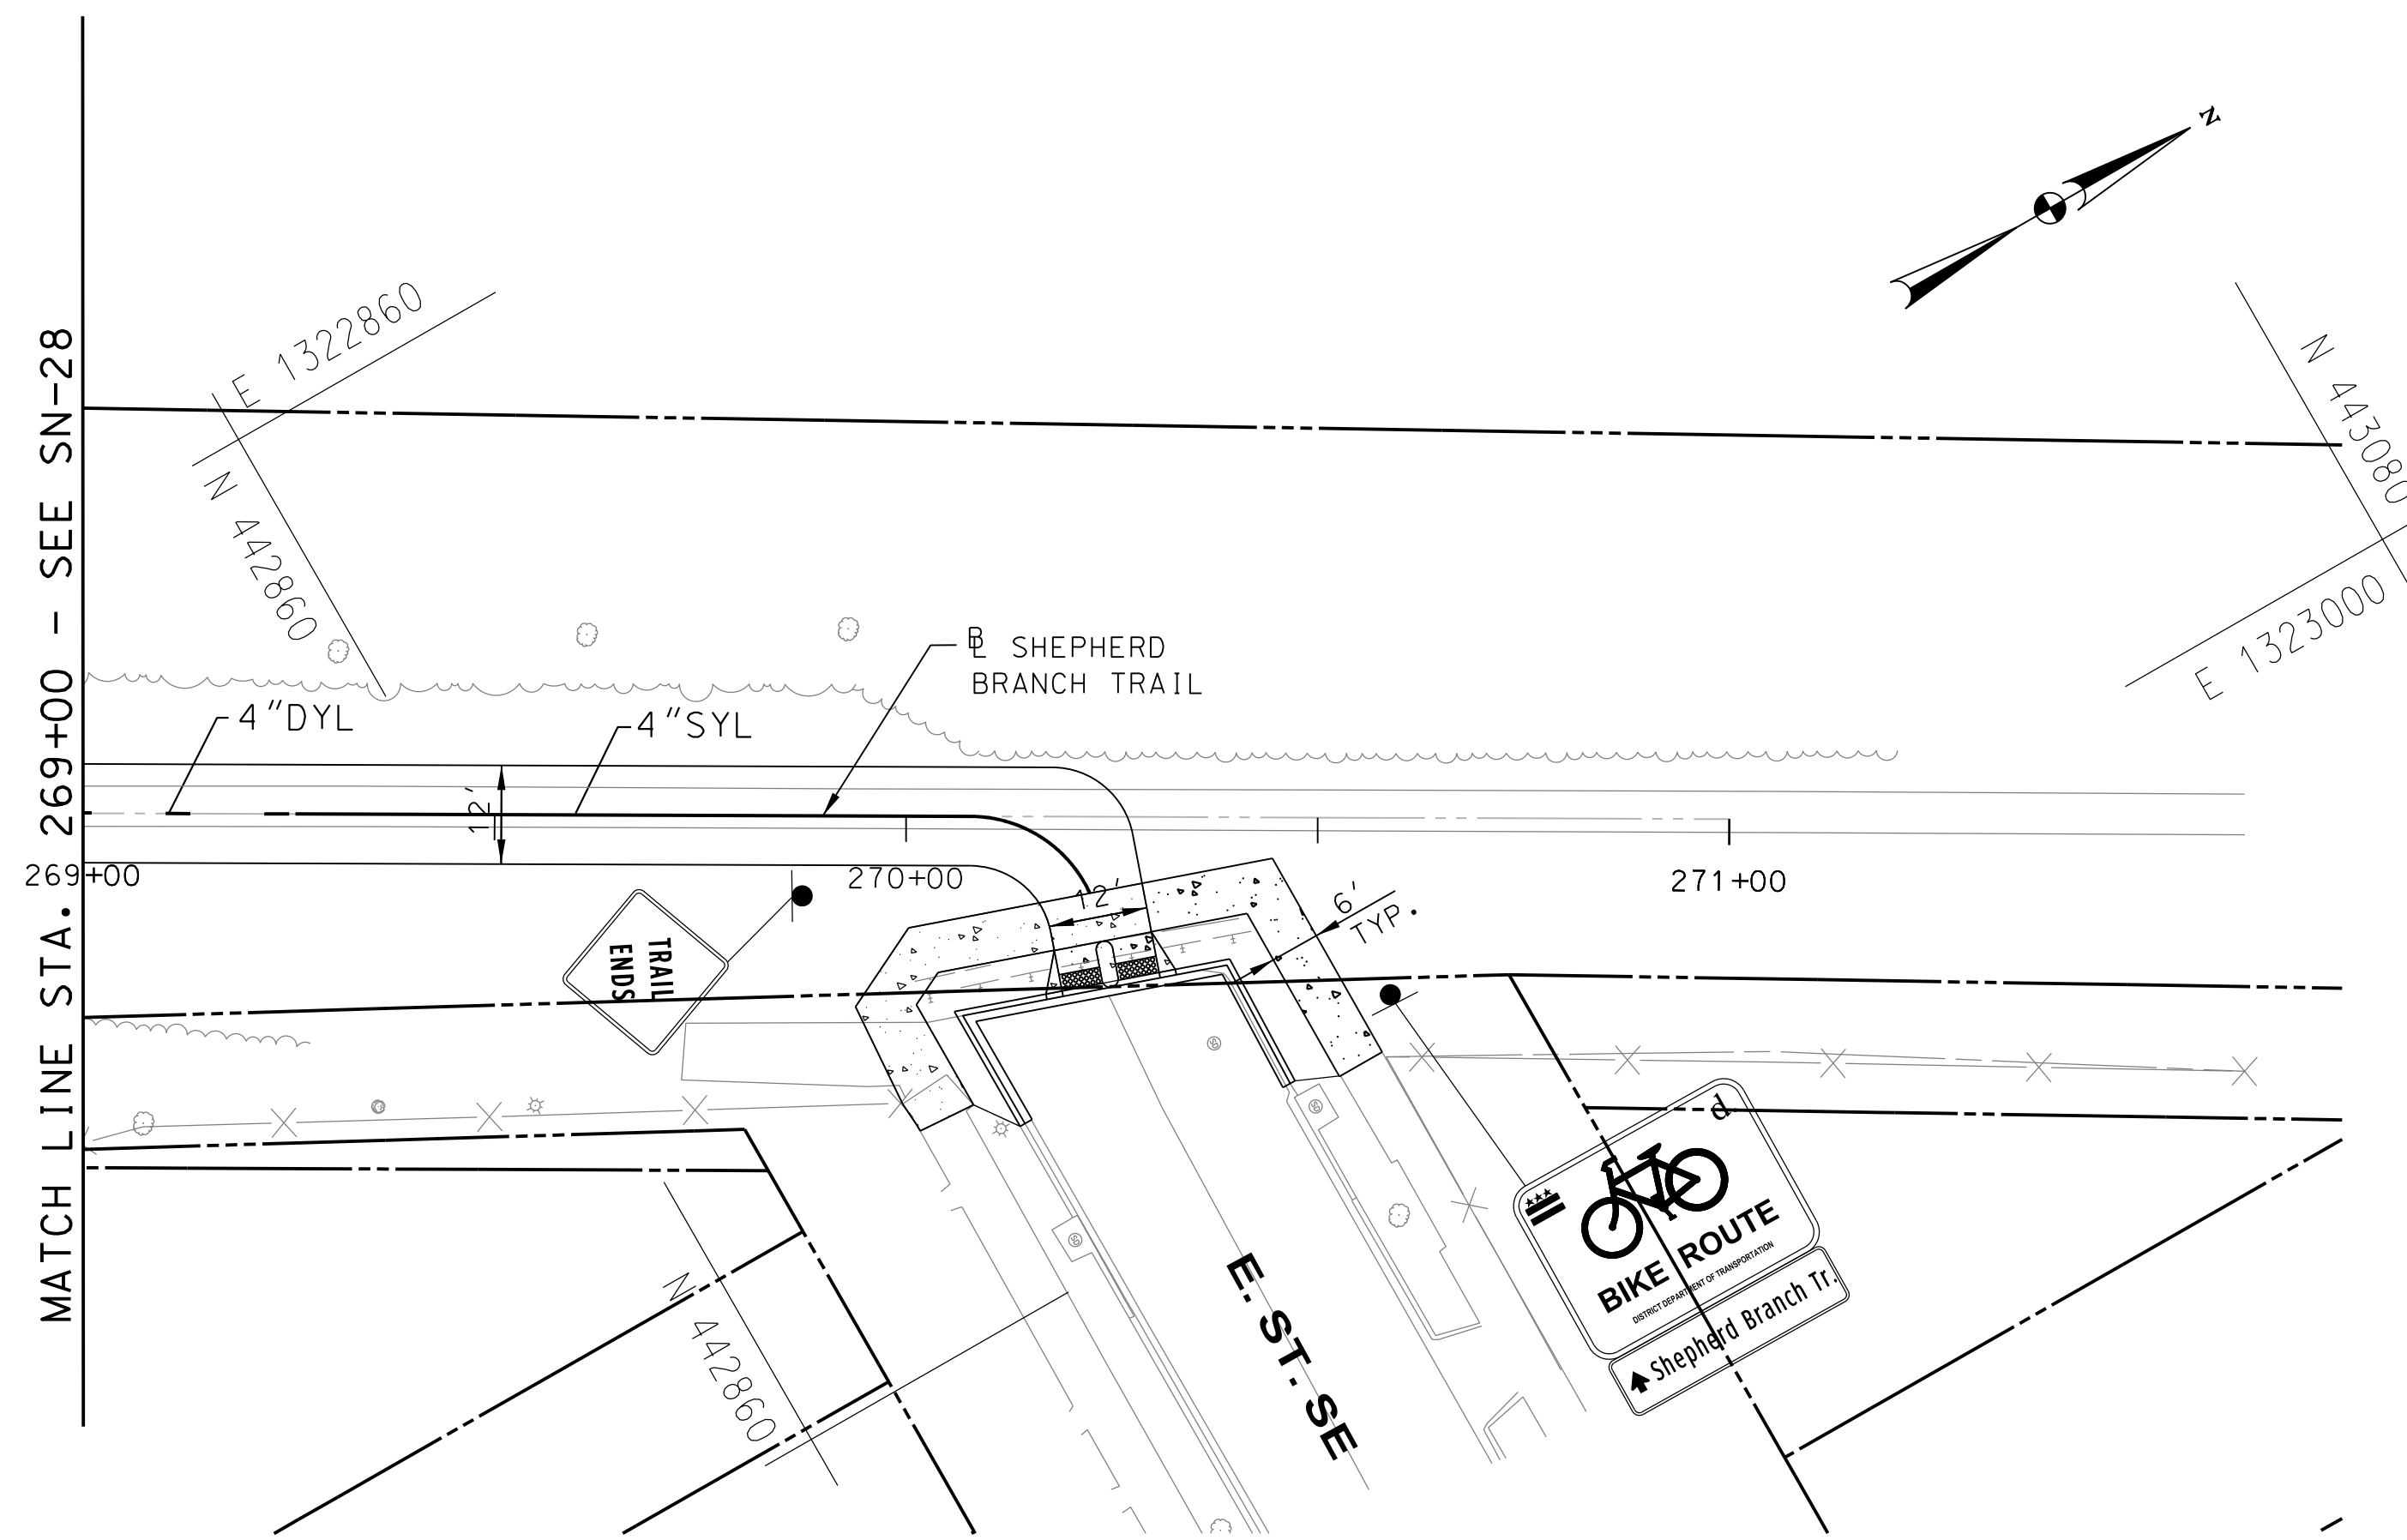 N
MATCH LINE STA. 269+00 - SEE SN-28
E 1322860
N 442860
N 443080
E 1323000
BL SHEPHERD
BRANCH TRAIL
4"DYL
4"SYL
12'
269+00
270+00
271+00
12'
6'
TYP.
TRAIL
ENDS
d.
BIKE ROUTE
DISTRICT DEPARTMENT OF TRANSPORTATION
Shepherd Branch Tr.
N 442860
E. ST. SE